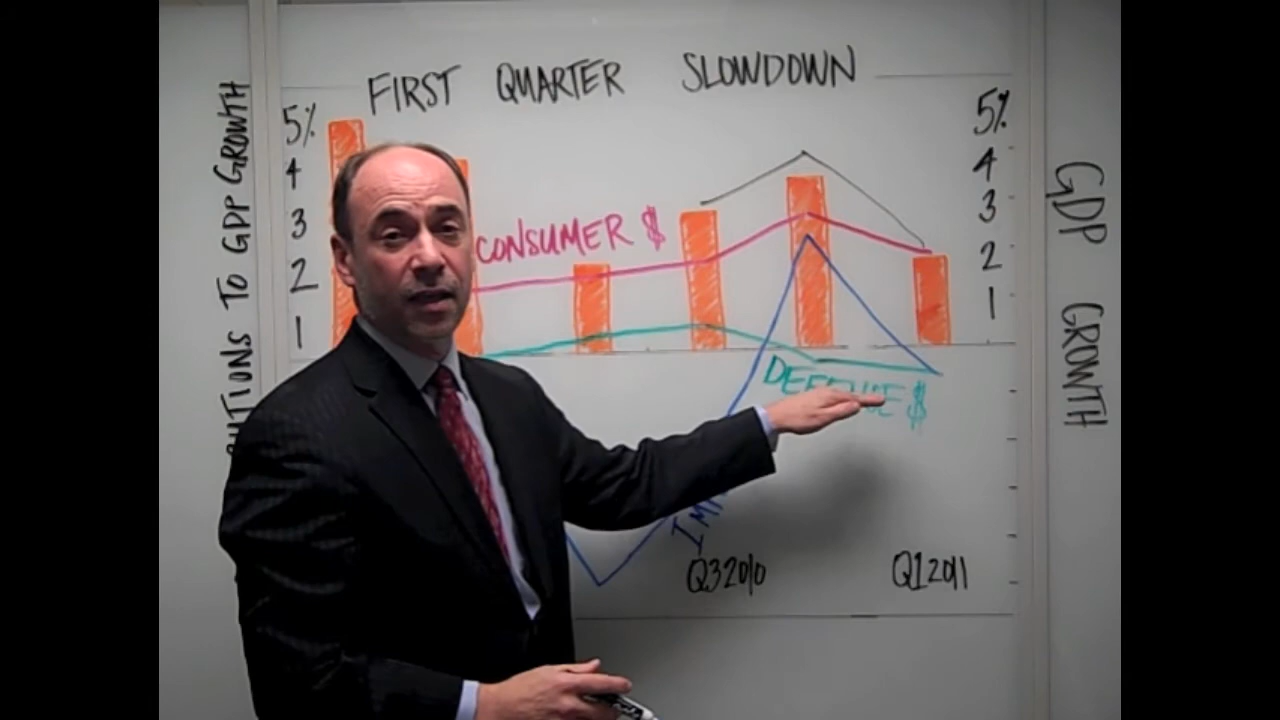 FIRST QUARTER SLOWDOWN
5%
4
3
2
1
5%
4
3
2
1
TO GDP GROWTH
GDP GROWTH
CONSUMER $
DEFENSE $
Q3 2010
Q1 2011